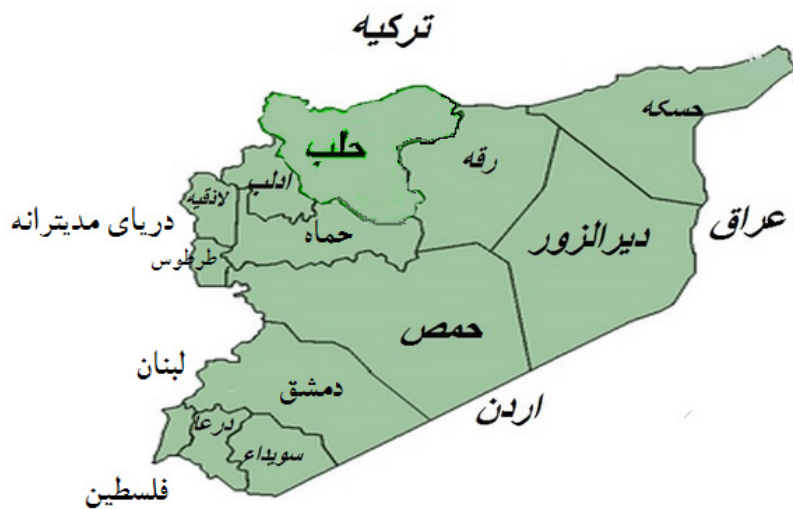 ترکیه
حسکه
حلب
رقه
ادلب
لاذقیه
دریای مدیترانه
حماه
دیرالزور
عراق
طرطوس
حمص
لبنان
دمشق
اردن
درعا
سویداء
فلسطین